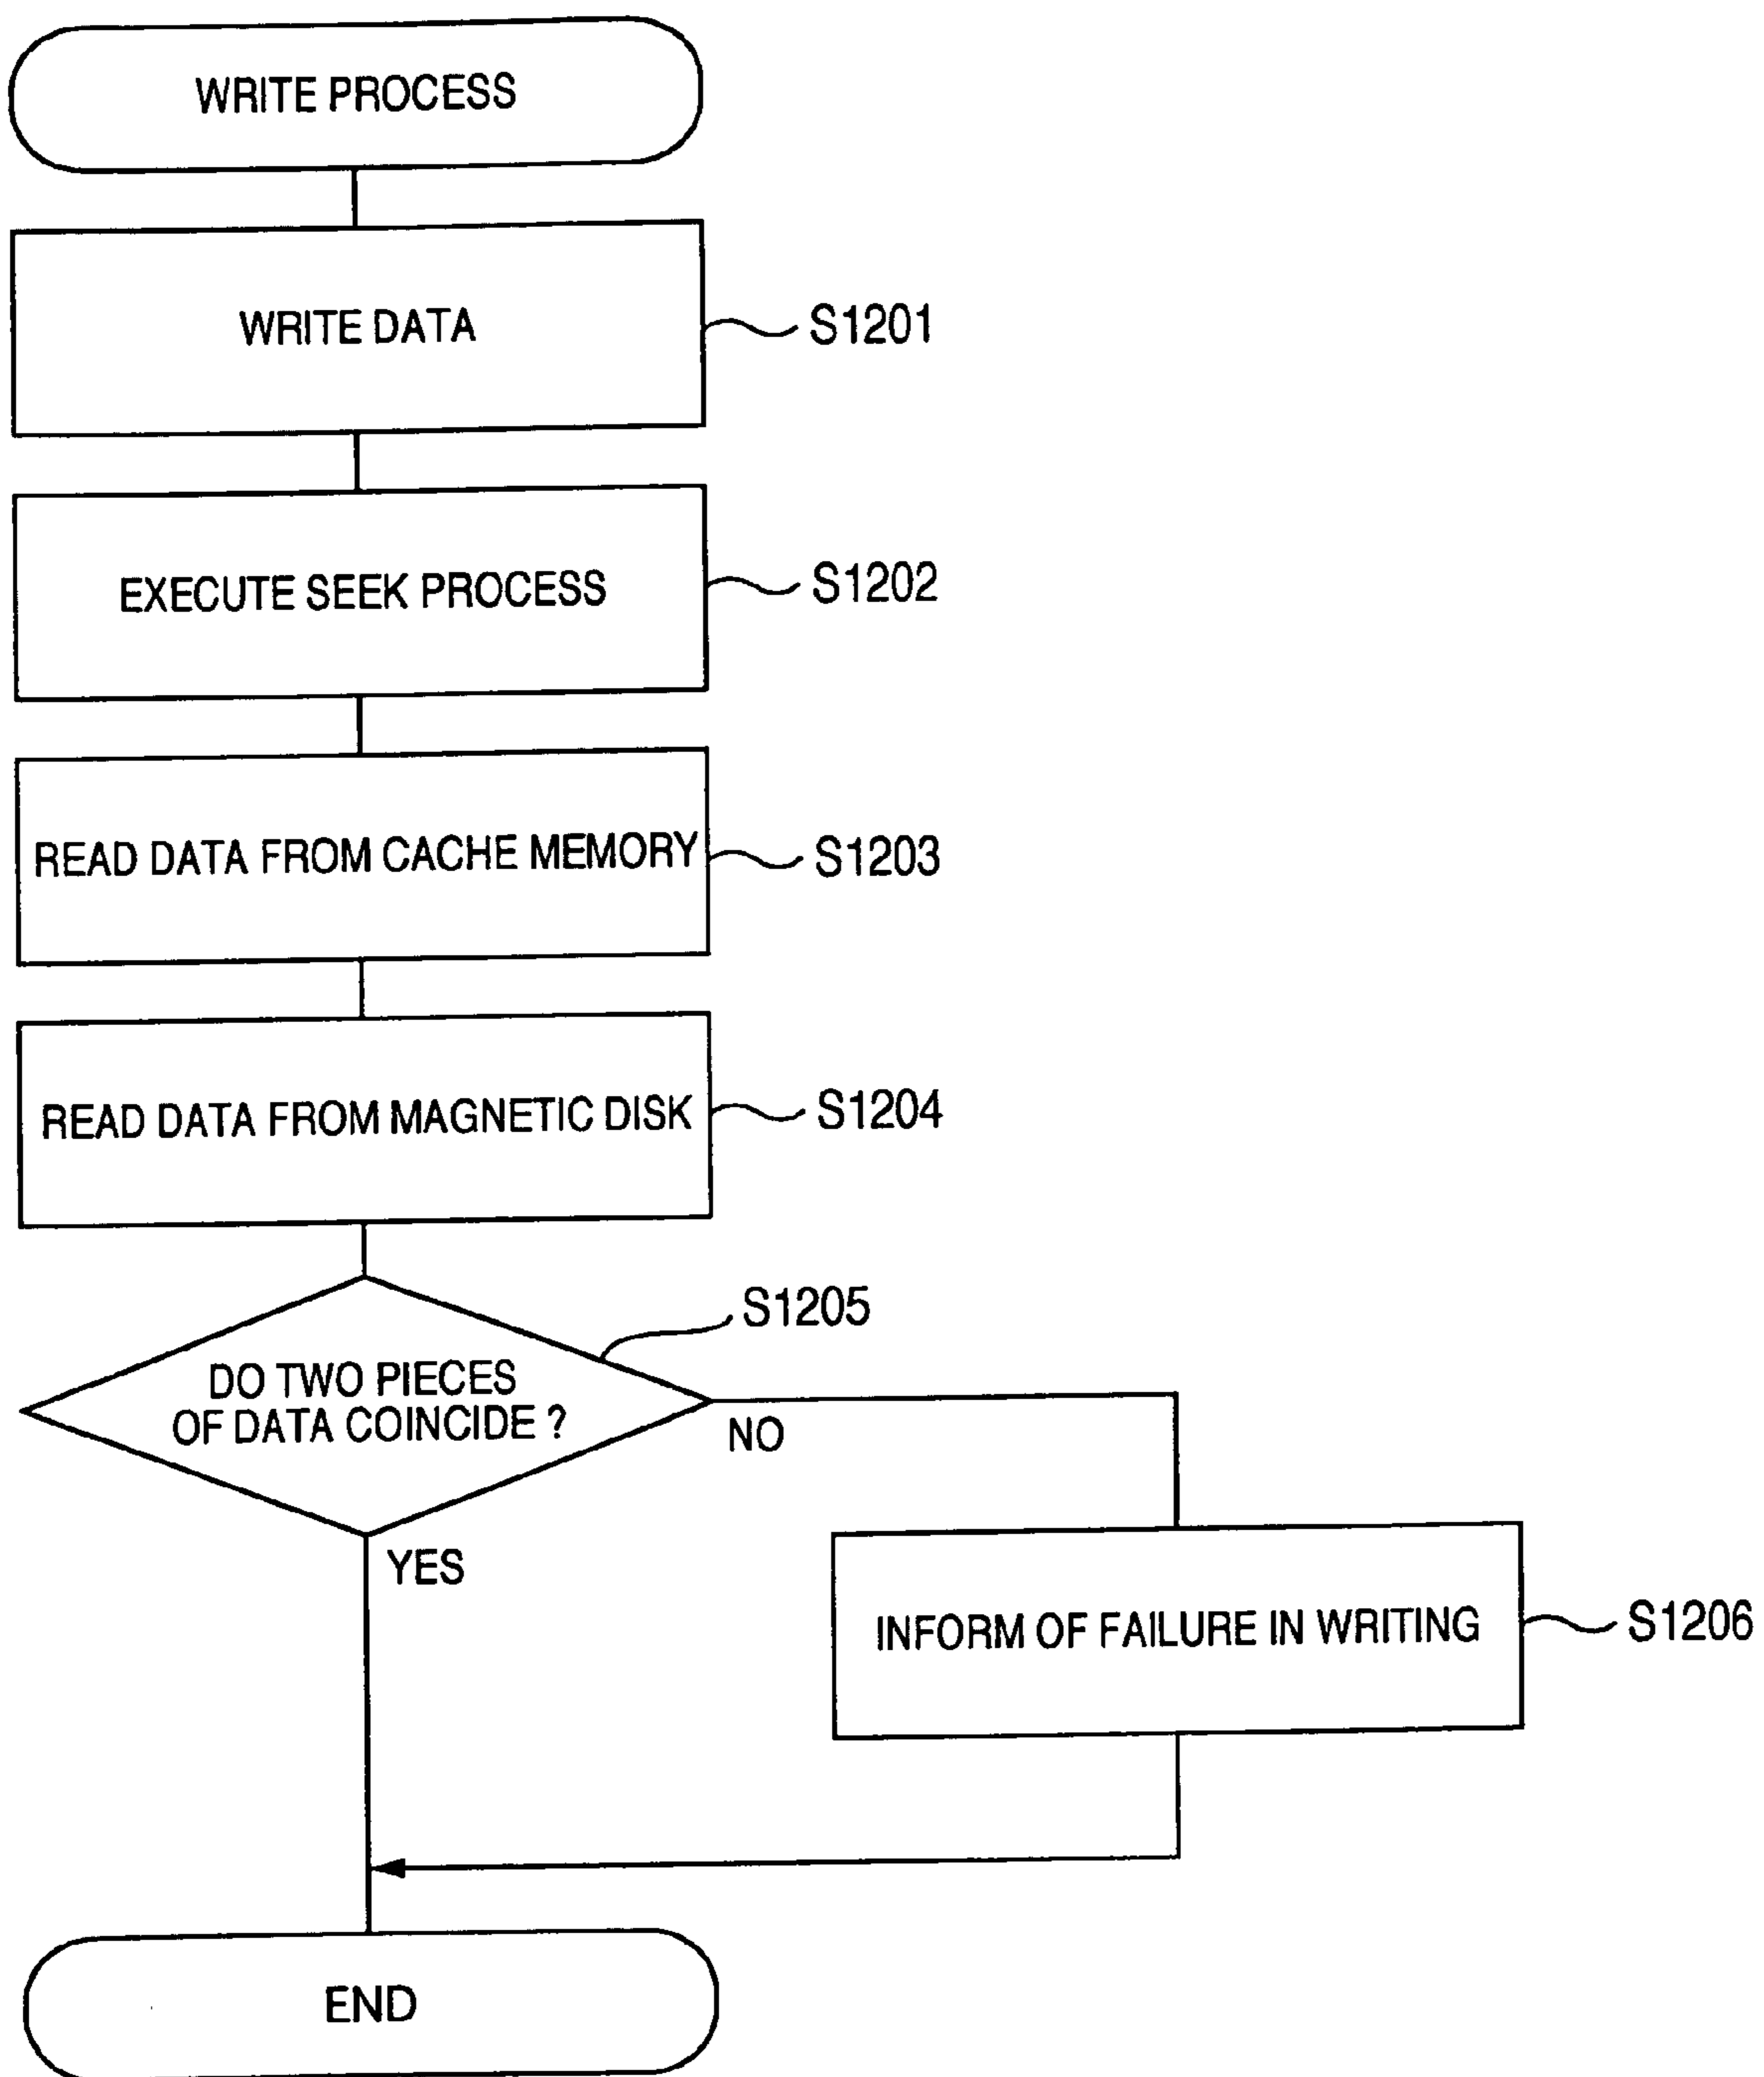 WRITE PROCESS
WRITE DATA
S1201
EXECUTE SEEK PROCESS
S1202
READ DATA FROM CACHE MEMORY
S1203
READ DATA FROM MAGNETIC DISK
S1204
S1205
DO TWO PIECES
OF DATA COINCIDE ?
NO
YES
INFORM OF FAILURE IN WRITING
S1206
END